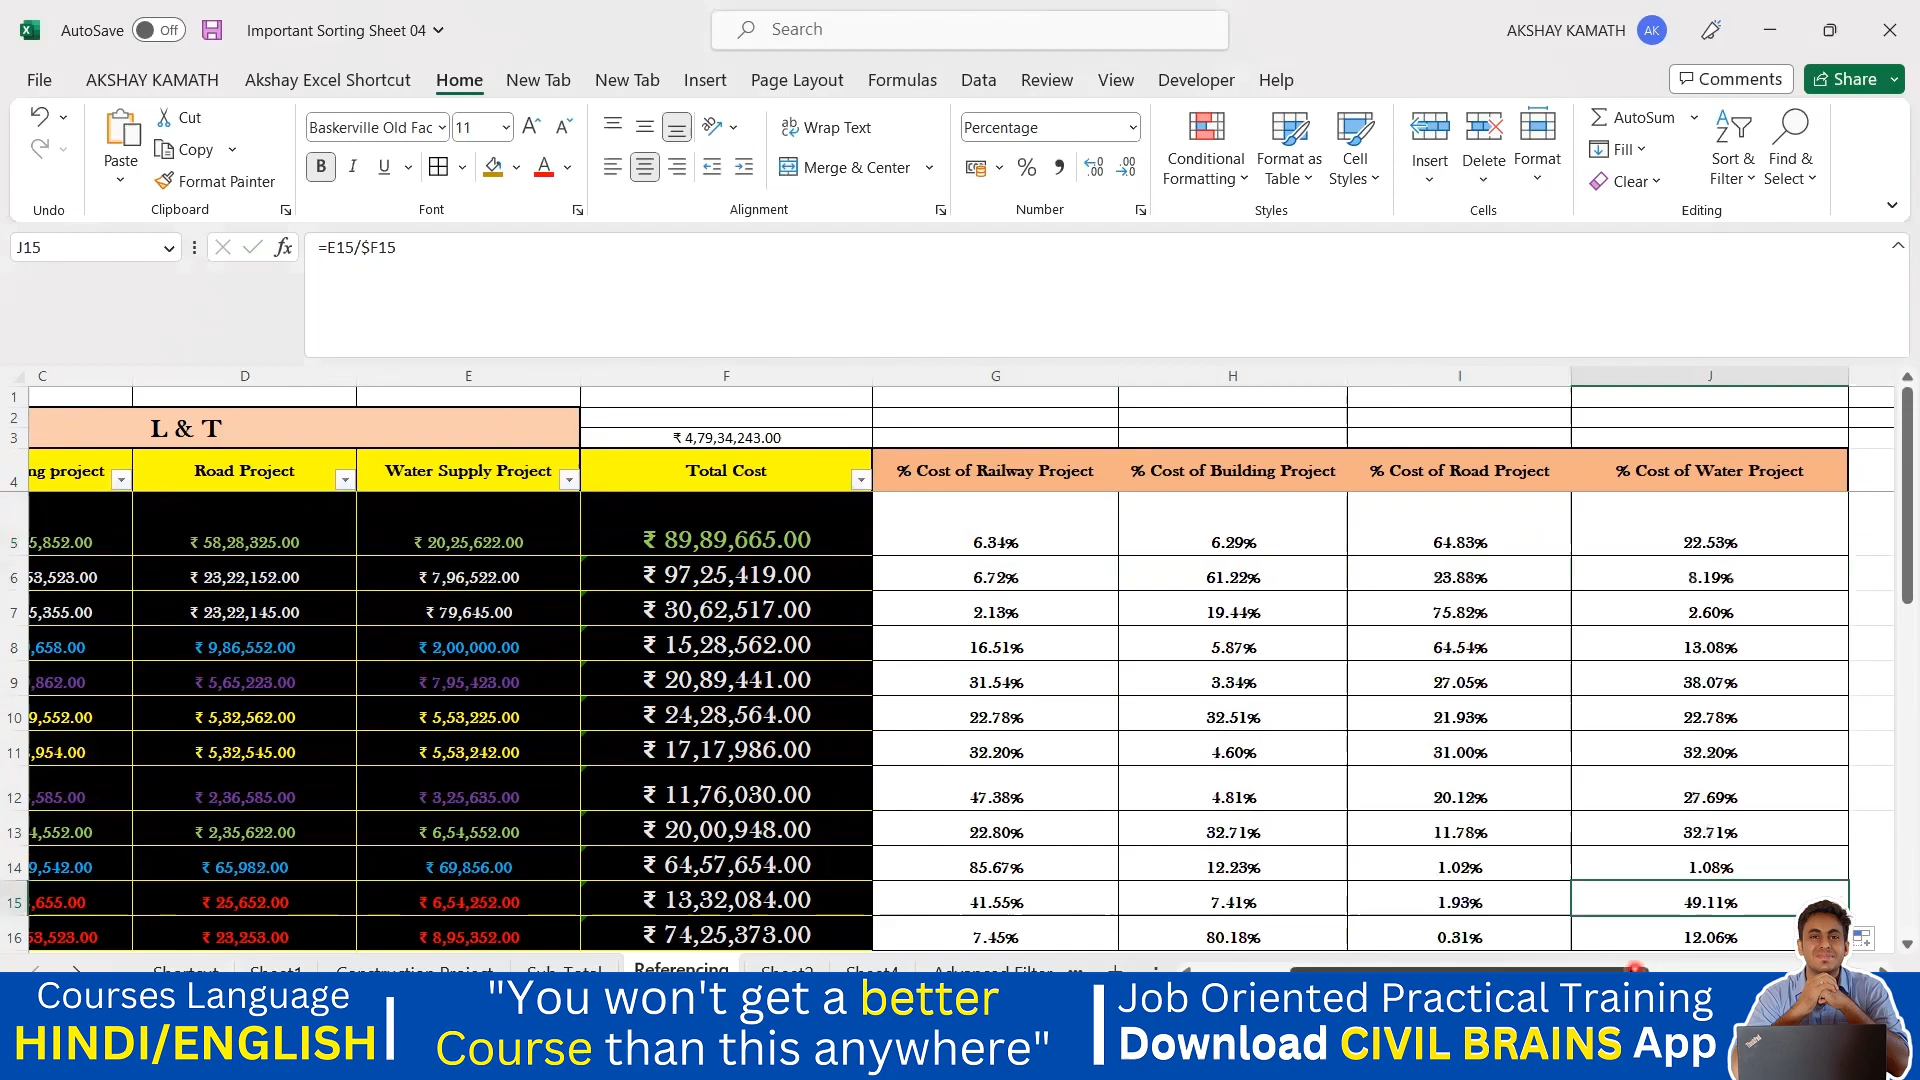 AutoSave Off Important Sorting Sheet 04 Search AKSHAY KAMATH AK
File AKSHAY KAMATH Akshay Excel Shortcut Home New Tab New Tab Insert Page Layout Formulas Data Review View Developer Help Comments Share
Paste Cut Copy Format Painter
Baskerville Old Fac 11
B I U A
Wrap Text
Merge & Center
Percentage
Conditional Formatting Format as Table Cell Styles
Insert Delete Format
AutoSum Fill Clear
Sort & Filter Find & Select
Undo Clipboard Font Alignment Number Styles Cells Editing
J15 fx =E15/$F15
C D E F G H I J
1
2 L & T
3 ₹ 4,79,34,243.00
4 ng project Road Project Water Supply Project Total Cost % Cost of Railway Project % Cost of Building Project % Cost of Road Project % Cost of Water Project
5 5,852.00 ₹ 58,28,325.00 ₹ 20,25,622.00 ₹ 89,89,665.00 6.34% 6.29% 64.83% 22.53%
6 53,523.00 ₹ 23,22,152.00 ₹ 7,96,522.00 ₹ 97,25,419.00 6.72% 61.22% 23.88% 8.19%
7 5,355.00 ₹ 23,22,145.00 ₹ 79,645.00 ₹ 30,62,517.00 2.13% 19.44% 75.82% 2.60%
8 ,658.00 ₹ 9,86,552.00 ₹ 2,00,000.00 ₹ 15,28,562.00 16.51% 5.87% 64.54% 13.08%
9 ,862.00 ₹ 5,65,223.00 ₹ 7,95,423.00 ₹ 20,89,441.00 31.54% 3.34% 27.05% 38.07%
10 9,552.00 ₹ 5,32,562.00 ₹ 5,53,225.00 ₹ 24,28,564.00 22.78% 32.51% 21.93% 22.78%
11 ,954.00 ₹ 5,32,545.00 ₹ 5,53,242.00 ₹ 17,17,986.00 32.20% 4.60% 31.00% 32.20%
12 ,585.00 ₹ 2,36,585.00 ₹ 3,25,635.00 ₹ 11,76,030.00 47.38% 4.81% 20.12% 27.69%
13 4,552.00 ₹ 2,35,622.00 ₹ 6,54,552.00 ₹ 20,00,948.00 22.80% 32.71% 11.78% 32.71%
14 9,542.00 ₹ 65,982.00 ₹ 69,856.00 ₹ 64,57,654.00 85.67% 12.23% 1.02% 1.08%
15 ,655.00 ₹ 25,652.00 ₹ 6,54,252.00 ₹ 13,32,084.00 41.55% 7.41% 1.93% 49.11%
16 53,523.00 ₹ 23,253.00 ₹ 8,95,352.00 ₹ 74,25,373.00 7.45% 80.18% 0.31% 12.06%
Shortcut Sheet1 Construction Project Sub-Total Referencing Sheet4 Advanced Filter
Courses Language
HINDI/ENGLISH
"You won't get a better
Course than this anywhere"
Job Oriented Practical Training
Download CIVIL BRAINS App